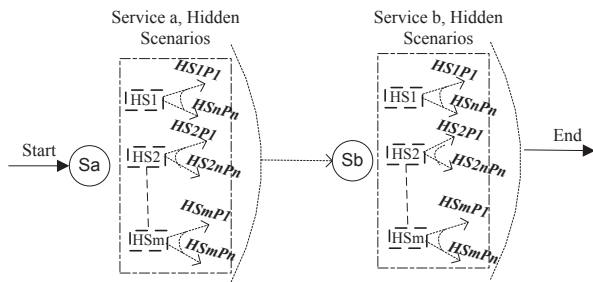 Service a, Hidden
Scenarios
HS1P1
HS1
HSnPn
HS2P1
HS2
HS2nPn
HSmP1
HSm
HSmPn
Start
Sa
Service b, Hidden
Scenarios
HS1P1
HS1
HSnPn
HS2P1
HS2
HS2nPn
HSmP1
HSm
HSmPn
Sb
End